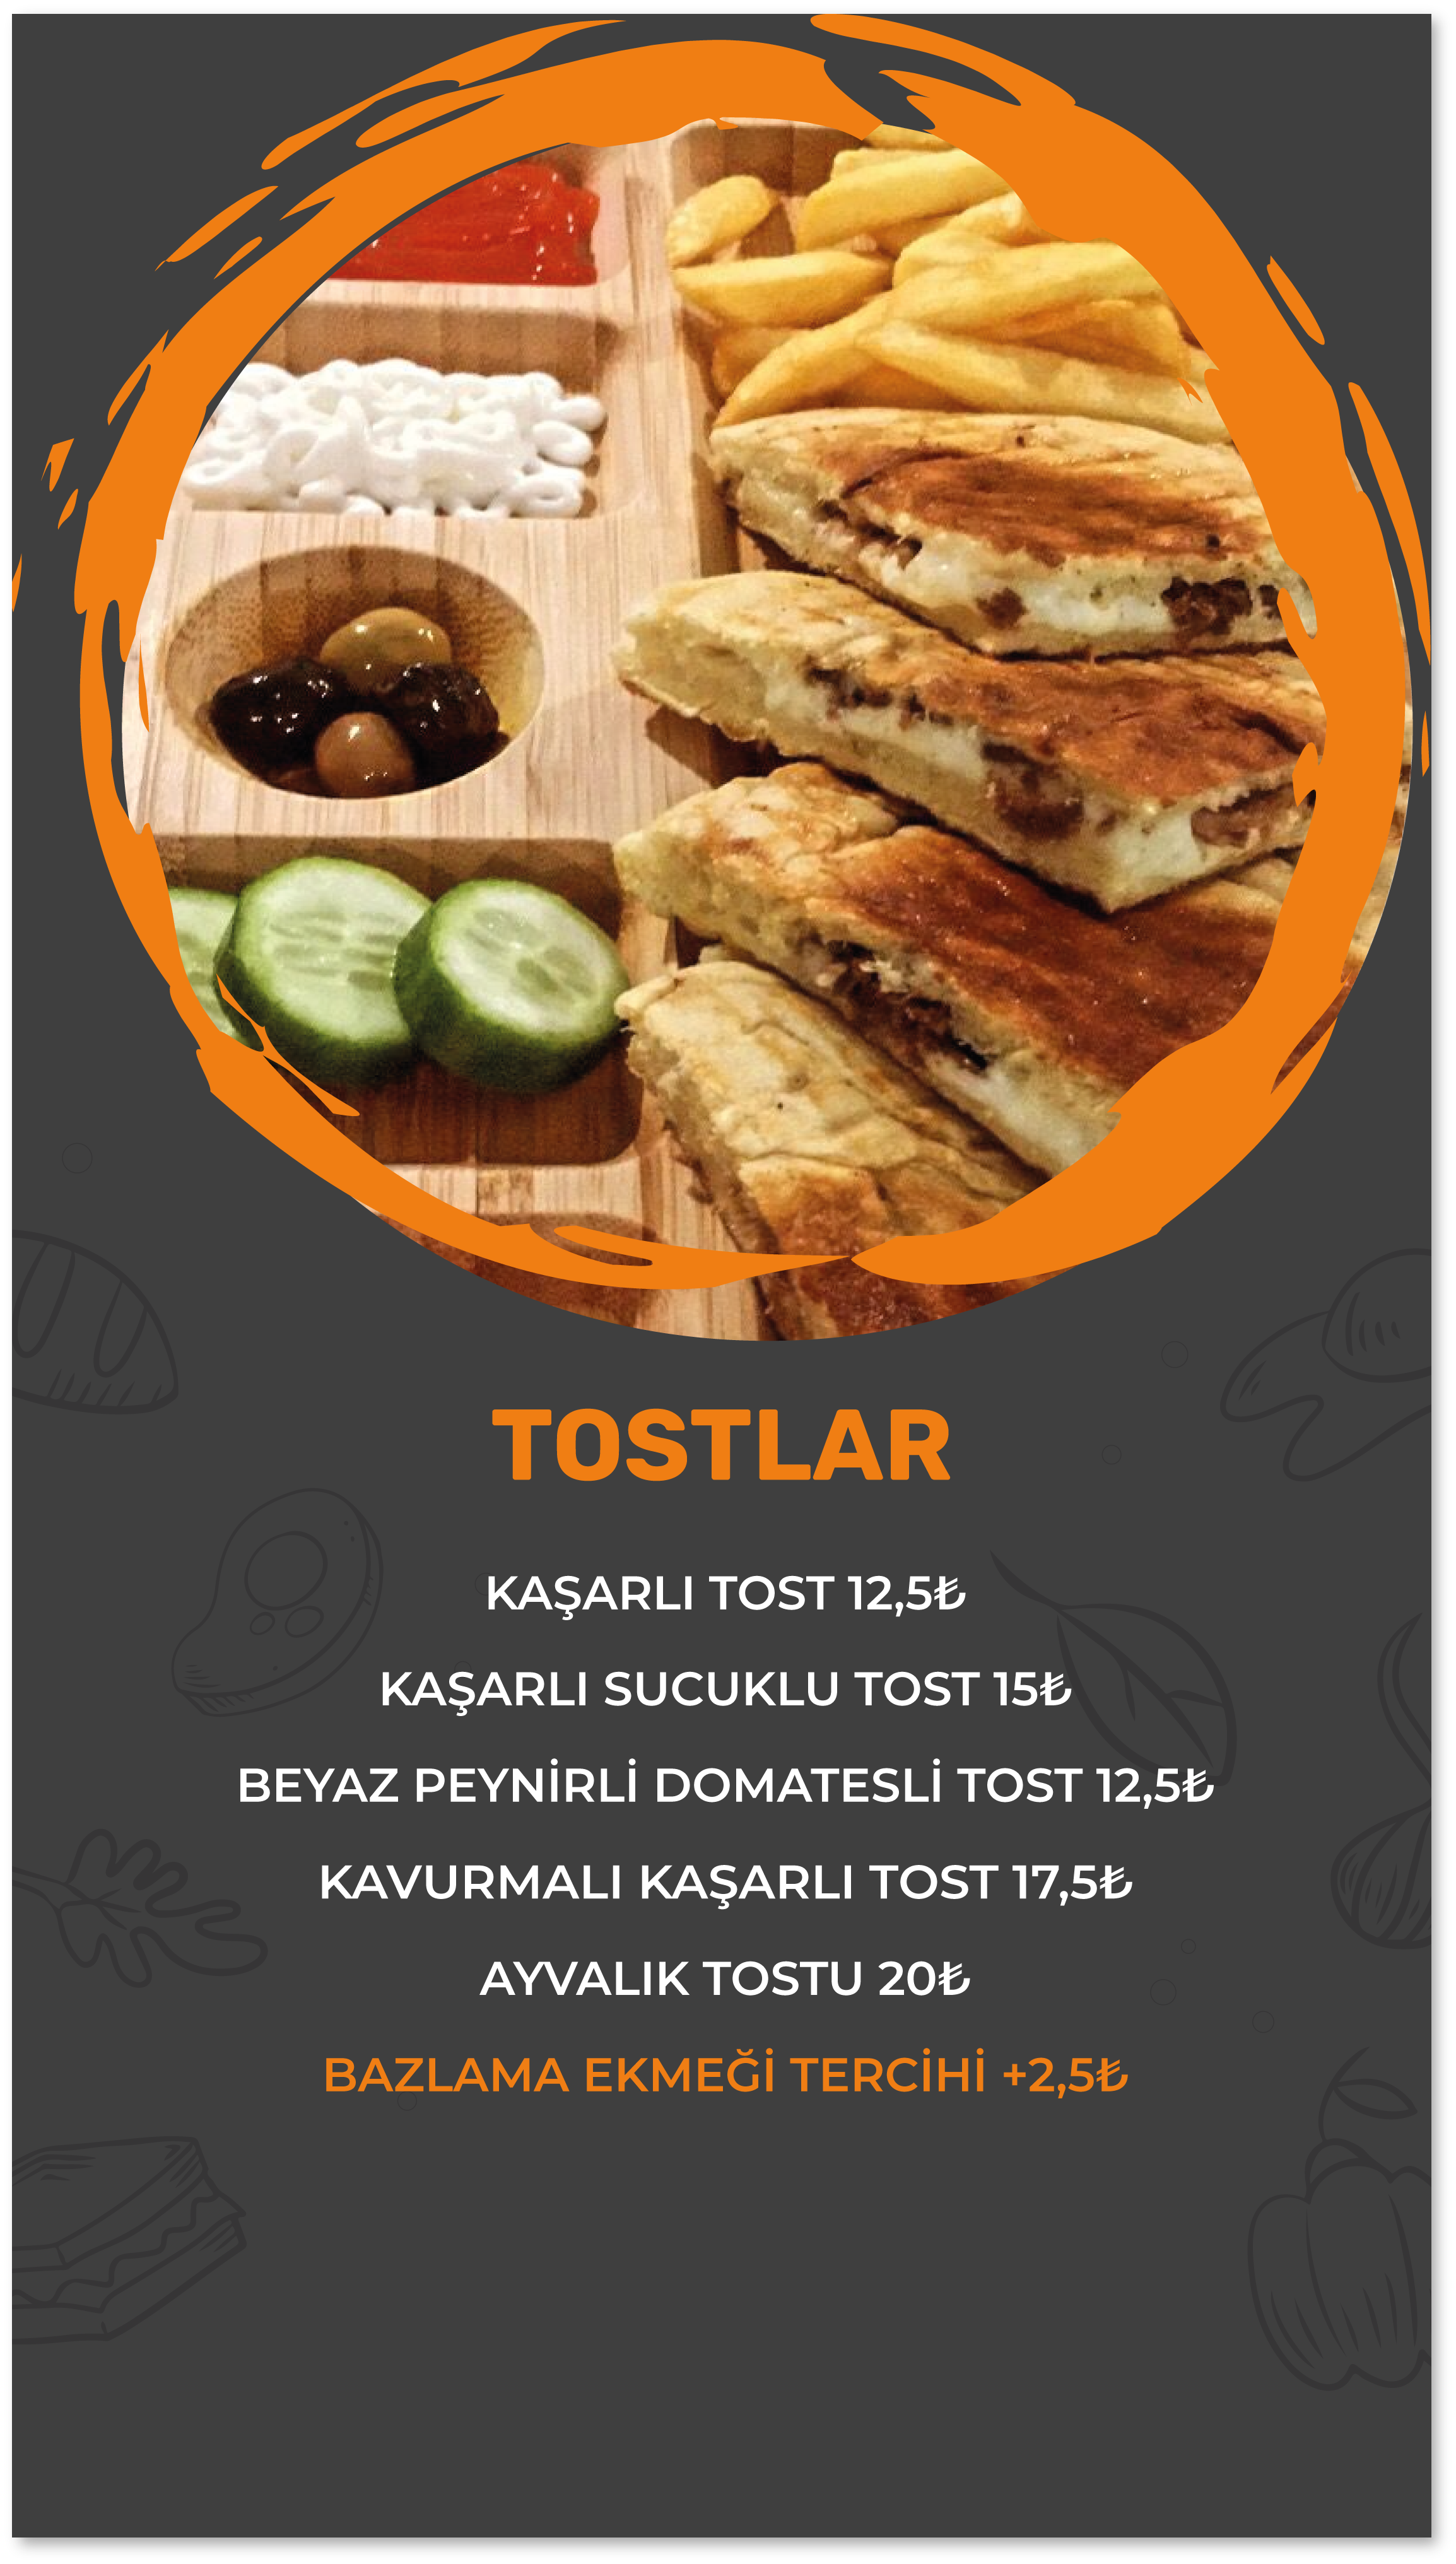 TOSTLAR
KAŞARLI TOST 12,5₺
KAŞARLI SUCUKLU TOST 15₺
BEYAZ PEYNİRLİ DOMATESLİ TOST 12,5₺
KAVURMALI KAŞARLI TOST 17,5₺
AYVALIK TOSTU 20₺
BAZLAMA EKMEĞİ TERCİHİ +2,5₺